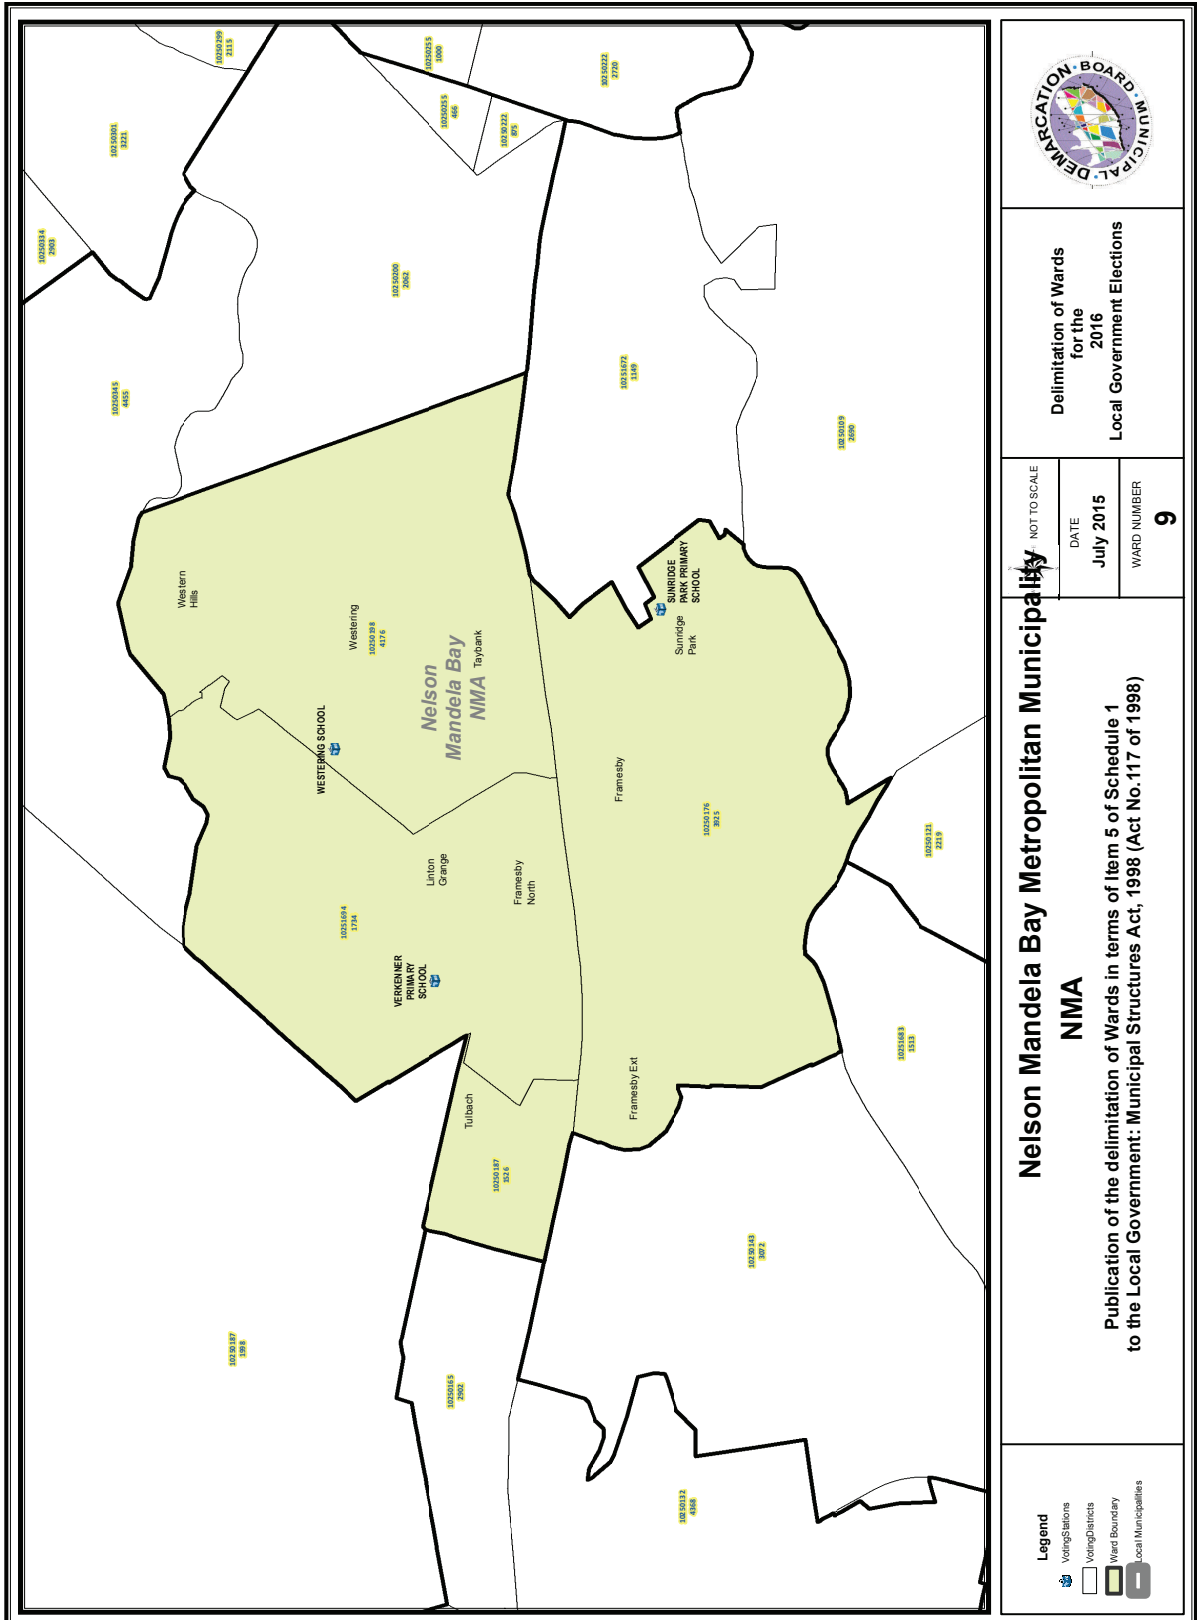 10250299
2115
10250301
3221
10250334
2903
10250255
1000
10250222
2720
10250255
466
10250222
875
10250200
2062
10250345
4455
10251672
1149
10250109
2690
Western
Hills
Westering
10250198
4176
Nelson
Mandela Bay
NMA
Taybank
SUNRIDGE
PARK PRIMARY
SCHOOL
Sunridge
Park
WESTERING SCHOOL
Framesby
10250176
3925
Linton
Grange
Framesby
North
10251694
1734
VERKENNER
PRIMARY
SCHOOL
10250121
2219
10251683
1513
Framesby Ext
Tulbach
10250187
1526
10250143
3072
10250187
1998
10250165
2902
10250132
4368
Legend
VotingStations
VotingDistricts
Ward Boundary
Local Municipalities
Nelson Mandela Bay Metropolitan Municipality
NMA
Publication of the delimitation of Wards in terms of Item 5 of Schedule 1
to the Local Government: Municipal Structures Act, 1998 (Act No.117 of 1998)
NOT TO SCALE
DATE
July 2015
WARD NUMBER
9
Delimitation of Wards
for the
2016
Local Government Elections
MUNICIPAL · DEMARCATION · BOARD ·